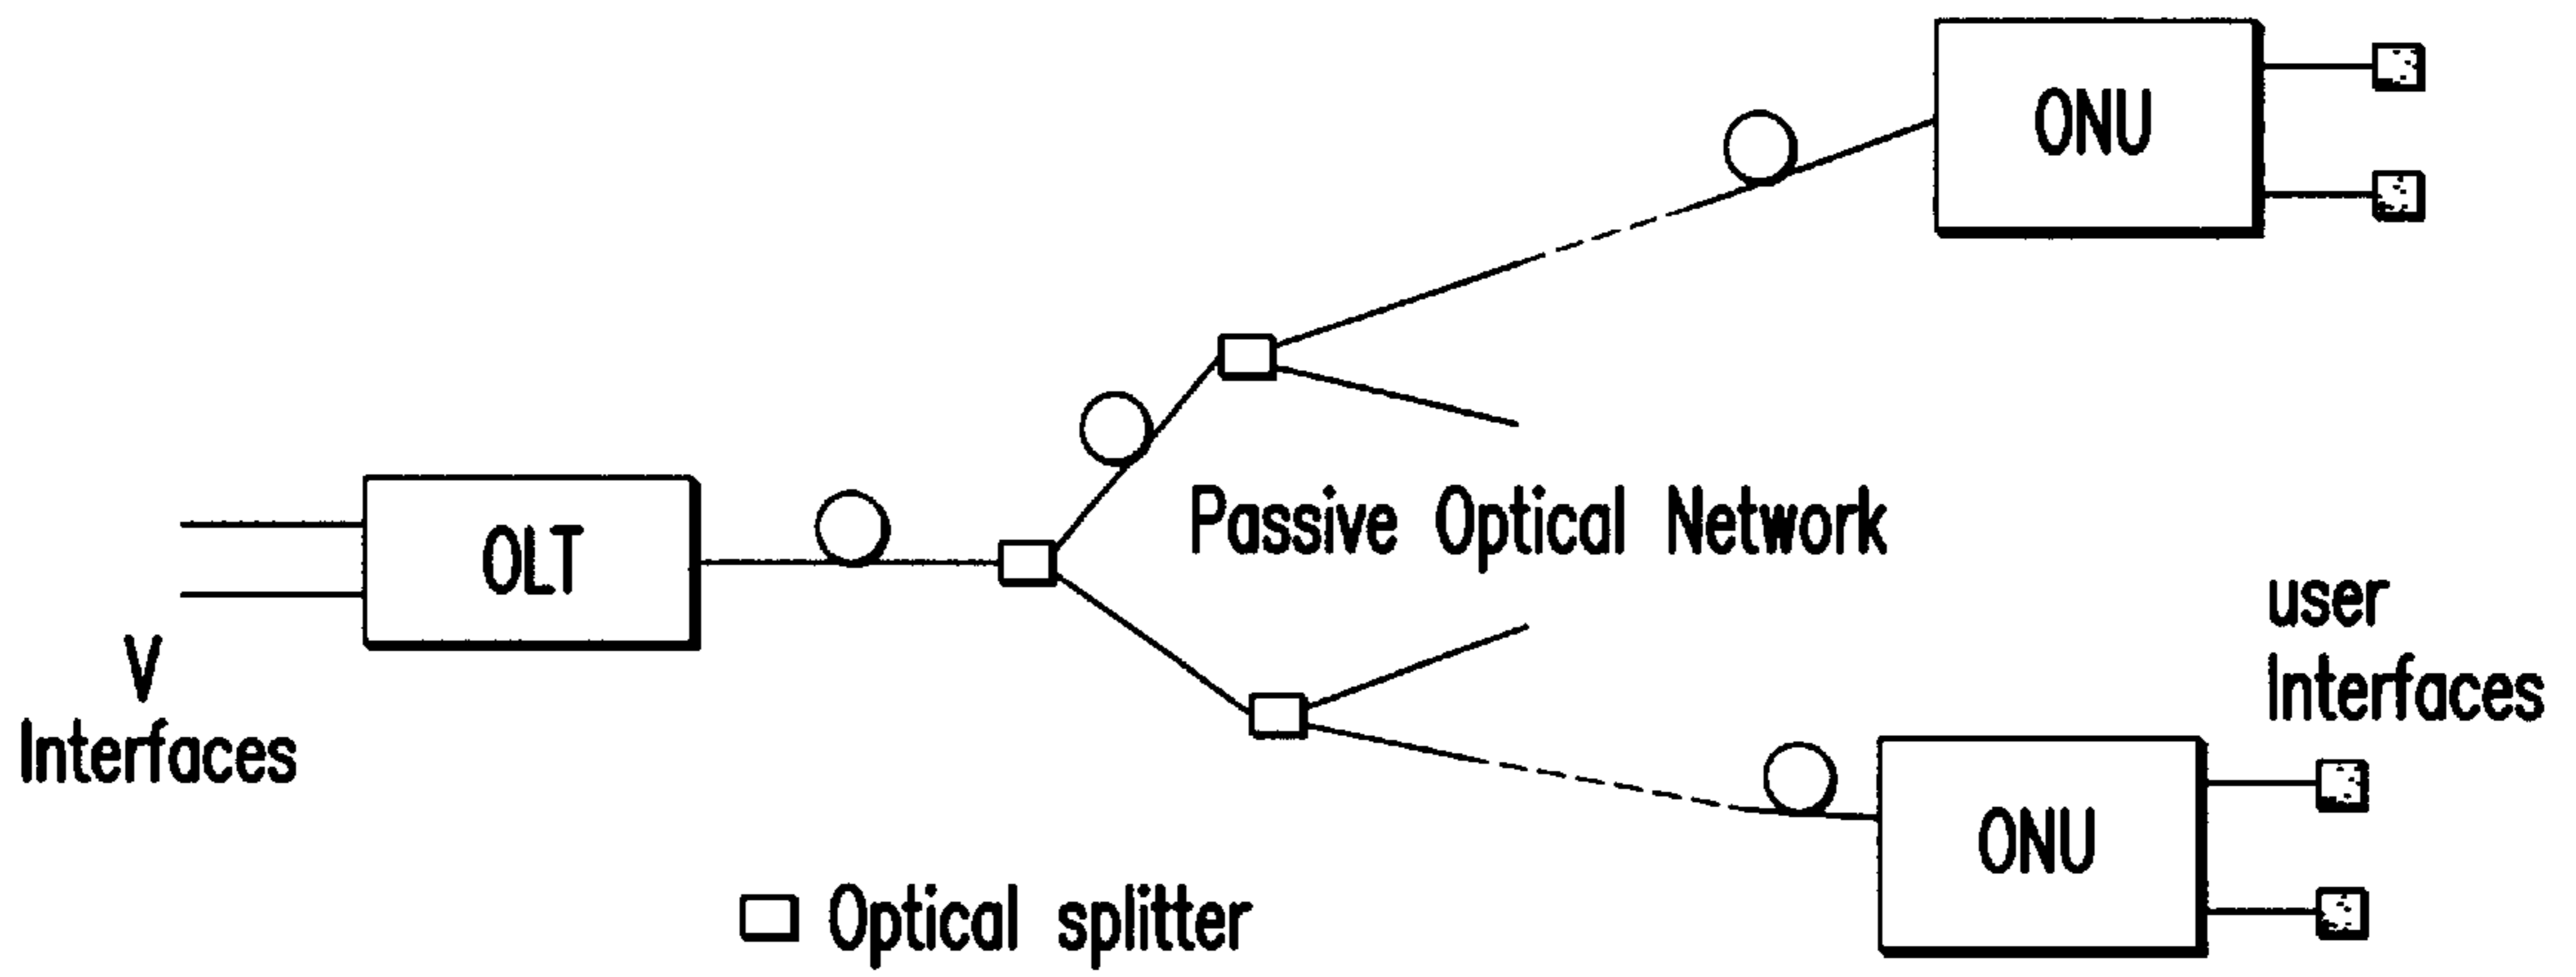 ONU
OLT
Passive Optical Network
V
Interfaces
user
Interfaces
ONU
Optical splitter